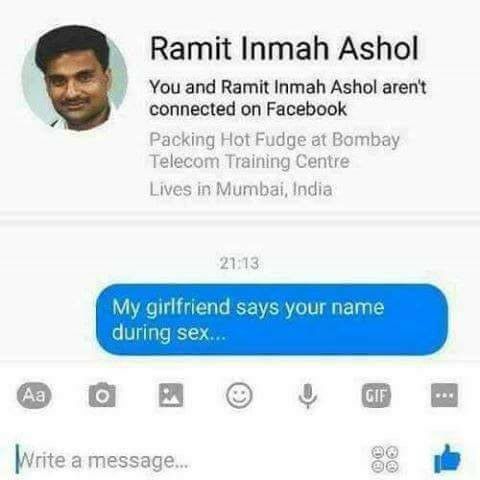 Ramit Inmah Ashol
You and Ramit Inmah Ashol aren't
connected on Facebook
Packing Hot Fudge at Bombay
Telecom Training Centre
Lives in Mumbai, India
21:13
My girlfriend says your name
during sex...
Aa
GIF
Write a message...